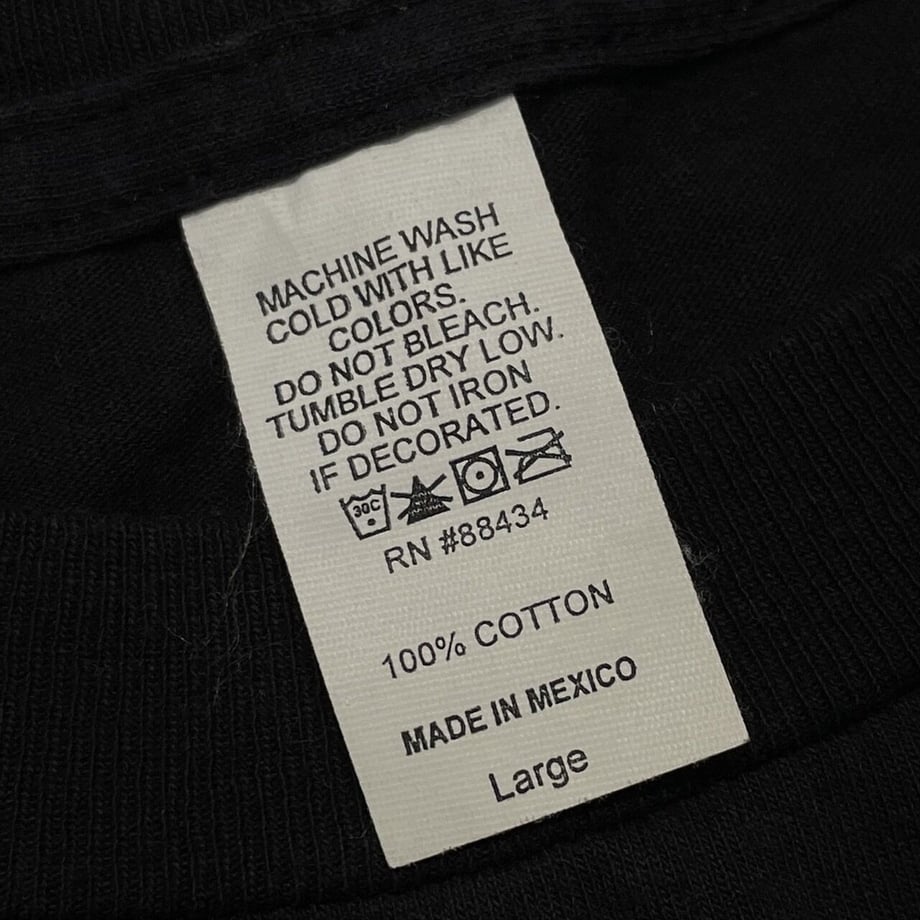 MACHINE WASH
COLD WITH LIKE
COLORS.
DO NOT BLEACH.
TUMBLE DRY LOW.
DO NOT IRON
IF DECORATED.
30C
RN #88434
100% COTTON
MADE IN MEXICO
Large